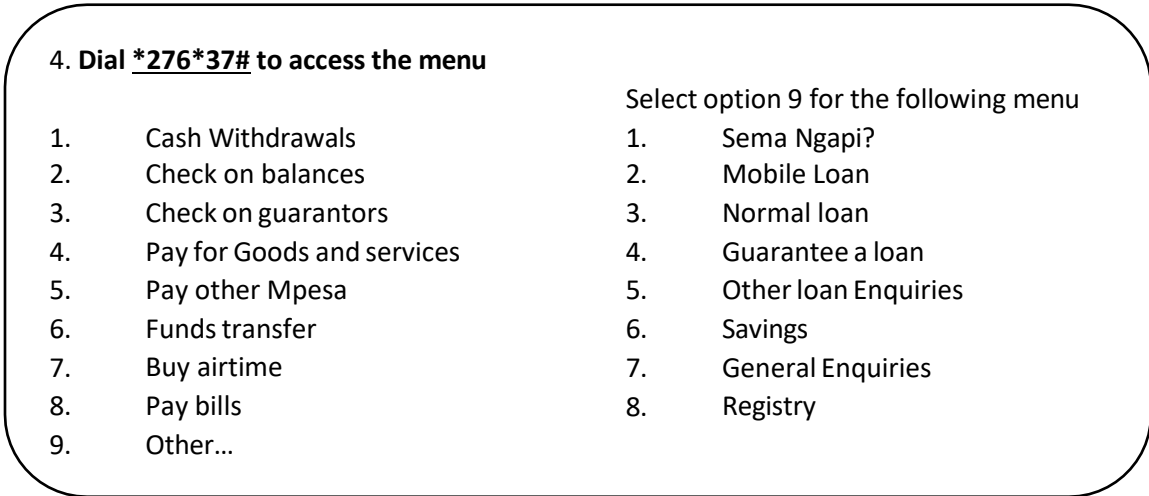 4. Dial *276*37# to access the menu
1. Cash Withdrawals
2. Check on balances
3. Check on guarantors
4. Pay for Goods and services
5. Pay other Mpesa
6. Funds transfer
7. Buy airtime
8. Pay bills
9. Other…
Select option 9 for the following menu
1. Sema Ngapi?
2. Mobile Loan
3. Normal loan
4. Guarantee a loan
5. Other loan Enquiries
6. Savings
7. General Enquiries
8. Registry